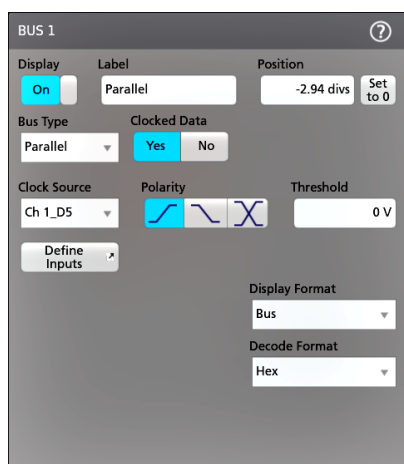 BUS 1
?
Display Label Position
On Parallel -2.94 divs Set
to 0
Bus Type Clocked Data
Parallel Yes No
Clock Source Polarity Threshold
Ch 1_D5 0 V
Define
Inputs
Display Format
Bus
Decode Format
Hex